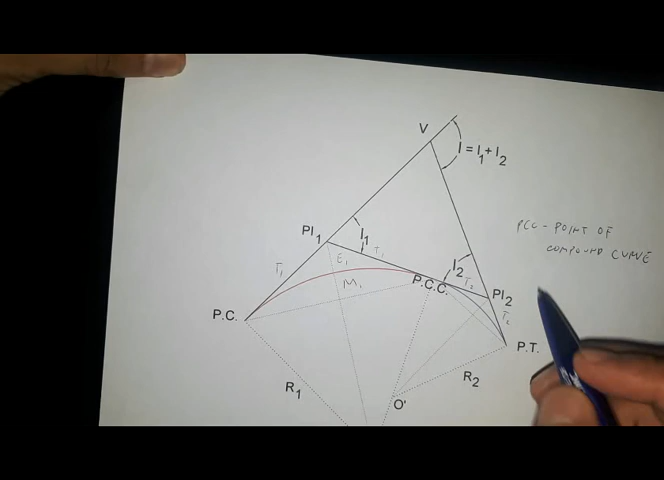 V
I = I1 + I2
PI1
I1
T1
PCC - POINT OF
COMPOUND CURVE
E1
T1
I2
T2
M1
P.C.C.
PI2
T2
P.C.
P.T.
R1
R2
O'